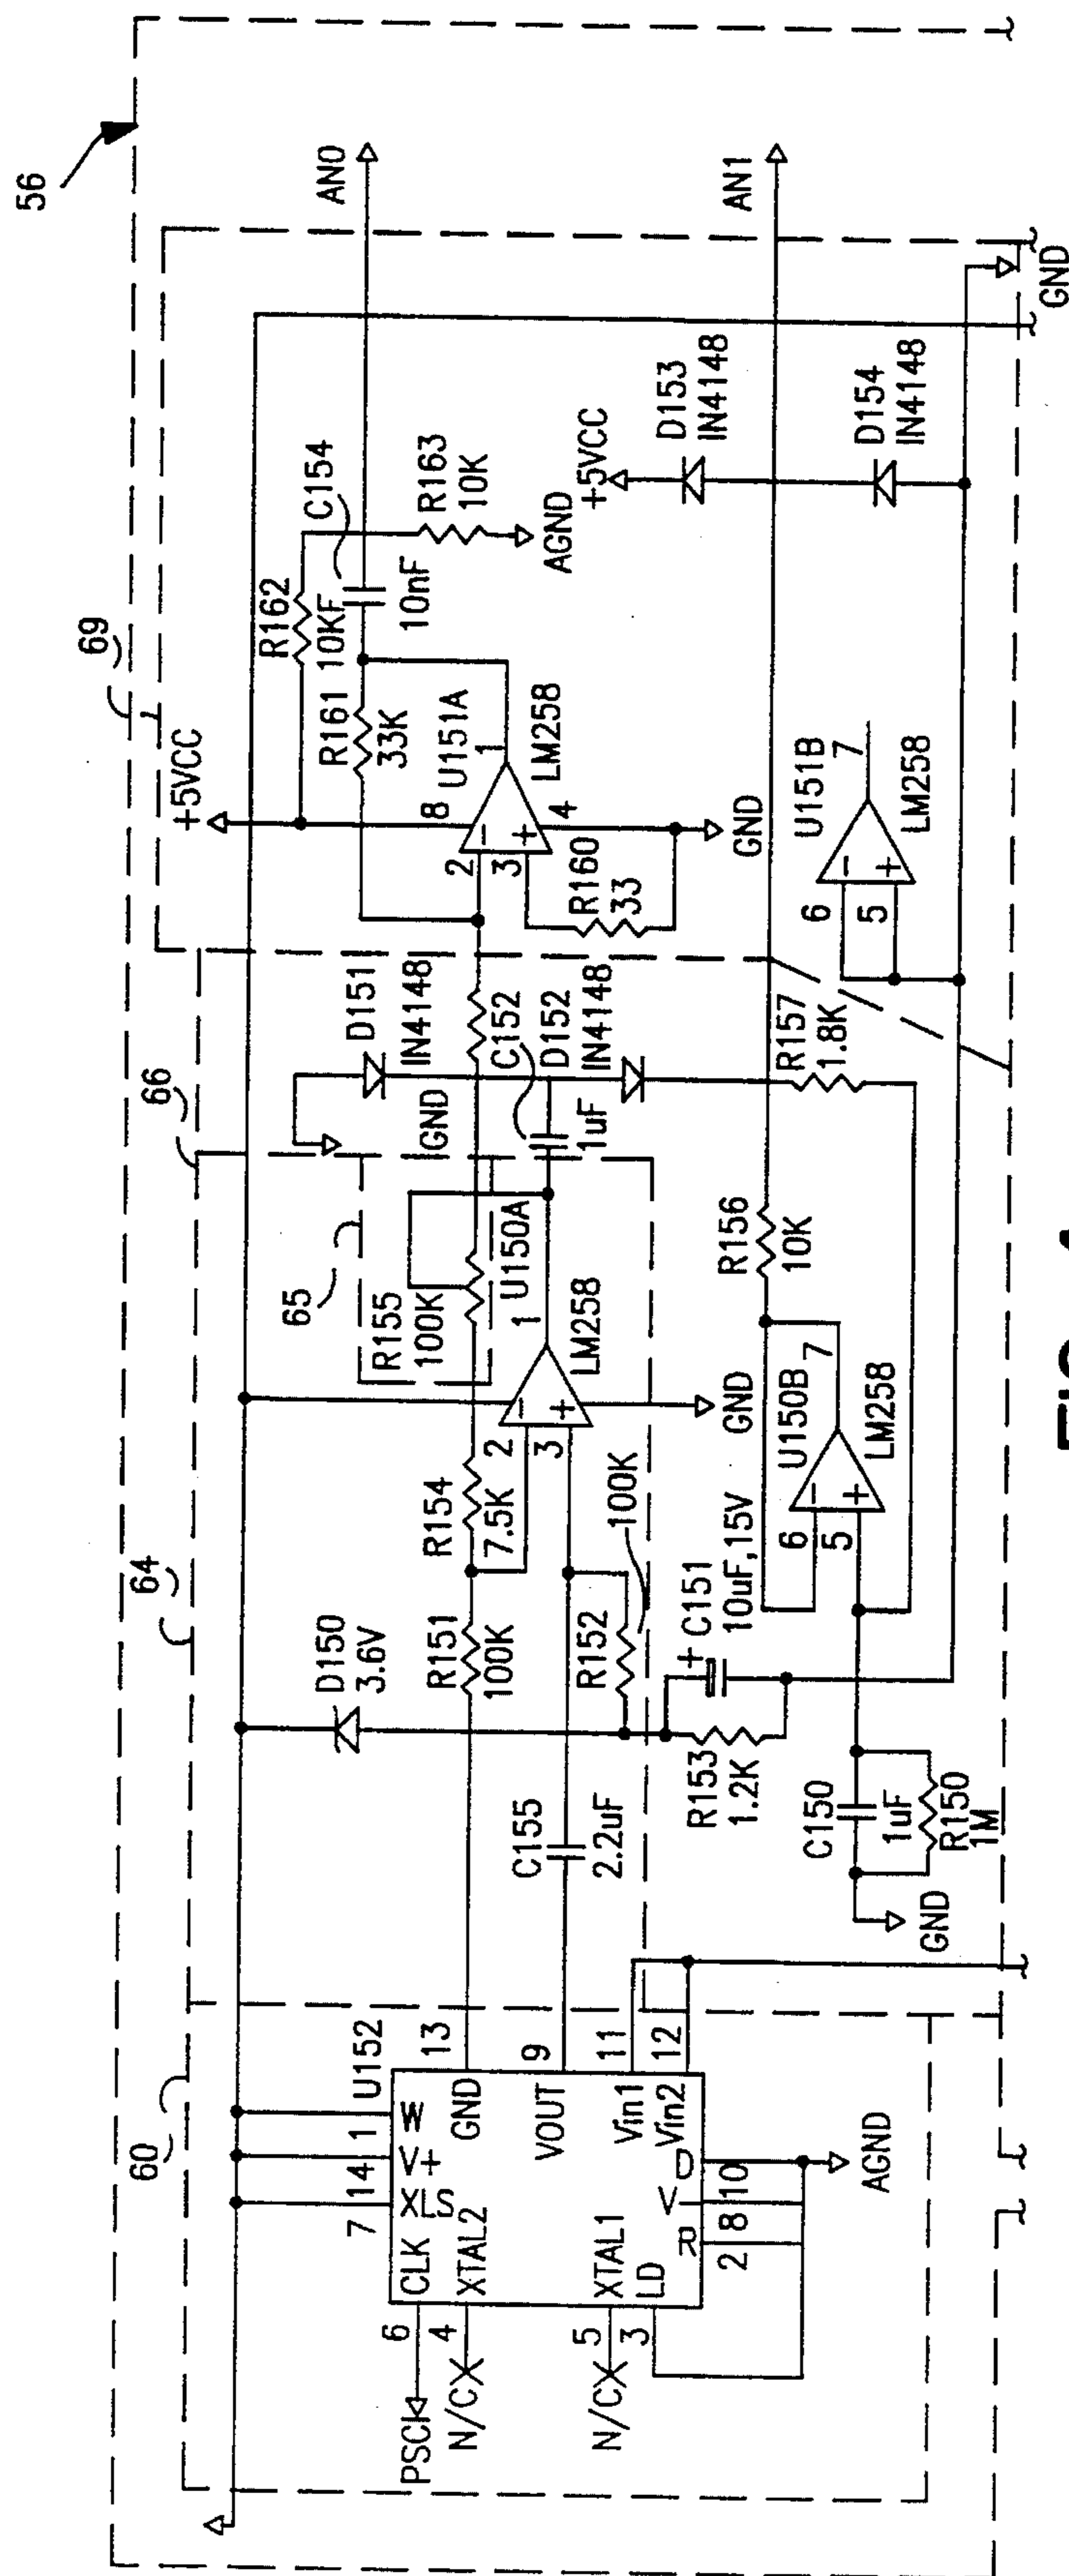 56
69
66
64
60
+5VCC
AN0
R162
10KF
C154
10nF
R163
10K
AGND
R161
33K
U151A
8
1
2
3
4
LM258
R160
33
GND
AN1
+5VCC
D153
IN4148
D154
IN4148
GND
U151B
7
6
5
LM258
D151
IN4148
GND
C152
1uF
D152
IN4148
R157
1.8K
65
R155
100K
U150A
1
2
3
LM258
GND
R154
7.5K
R156
10K
U150B
7
6
5
LM258
D150
3.6V
R151
100K
R152
100K
C151
+
10uF,15V
R153
1.2K
C155
2.2uF
C150
1uF
R150
1M
GND
U152
7 14 1
XLS V+ W
13
GND
9
VOUT
11
Vin1
12
Vin2
PSCK
6
CLK
N/C
4
XTAL2
N/C
5
XTAL1
3
LD
R V- D
2 8 10
AGND